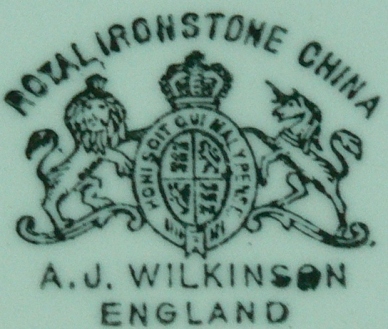 ROYAL IRONSTONE CHINA
HONI SOIT QUI MAL Y PENSE
A.J. WILKINSON
ENGLAND